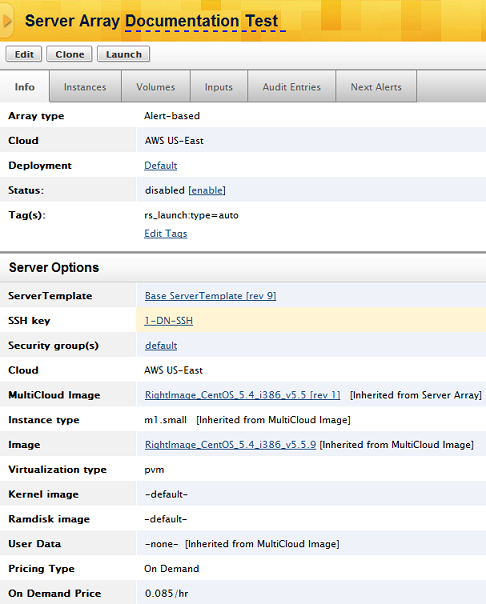 Server Array Documentation Test
Edit Clone Launch
Info Instances Volumes Inputs Audit Entries Next Alerts
Array type Alert-based
Cloud AWS US-East
Deployment Default
Status: disabled [enable]
Tag(s): rs_launch:type=auto
Edit Tags
Server Options
ServerTemplate Base ServerTemplate [rev 9]
SSH key 1-DN-SSH
Security group(s) default
Cloud AWS US-East
MultiCloud Image RightImage_CentOS_5.4_i386_v5.5 [rev 1] [Inherited from Server Array]
Instance type m1.small [Inherited from MultiCloud Image]
Image RightImage_CentOS_5.4_i386_v5.5.9 [Inherited from MultiCloud Image]
Virtualization type pvm
Kernel image -default-
Ramdisk image -default-
User Data -none- [Inherited from MultiCloud Image]
Pricing Type On Demand
On Demand Price 0.085/hr